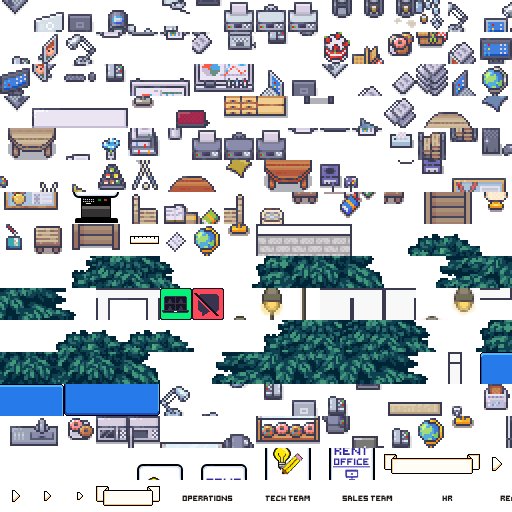 RENT
OFFICE
OPERATIONS
TECH TEAM
SALES TEAM
HR